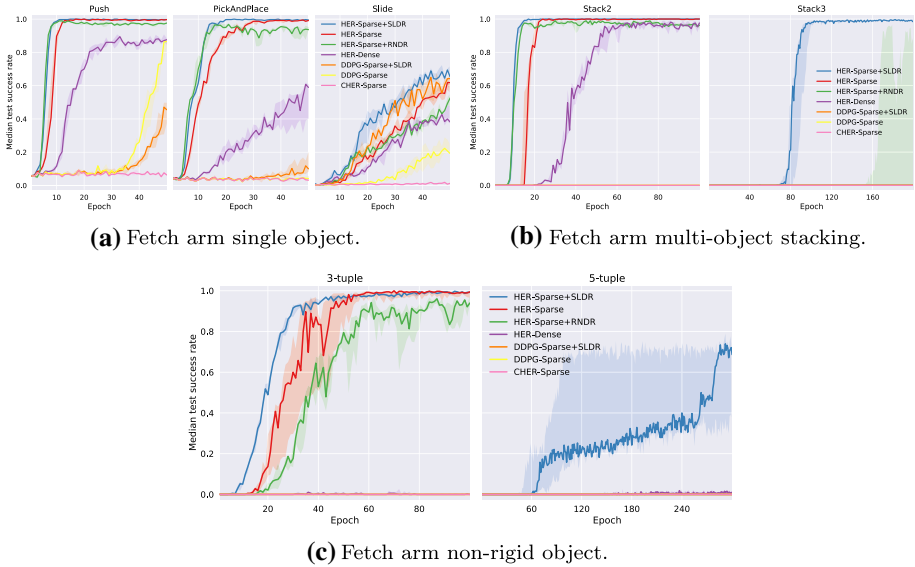 Push
PickAndPlace
Slide
Stack2
Stack3
Median test success rate
1.0
0.8
0.6
0.4
0.2
0.0
10 20 30 40
Epoch
10 20 30 40
Epoch
HER-Sparse+SLDR
HER-Sparse
HER-Sparse+RNDR
HER-Dense
DDPG-Sparse+SLDR
DDPG-Sparse
CHER-Sparse
10 20 30 40
Epoch
Median test success rate
1.0
0.8
0.6
0.4
0.2
0.0
20 40 60 80
Epoch
HER-Sparse+SLDR
HER-Sparse
HER-Sparse+RNDR
HER-Dense
DDPG-Sparse+SLDR
DDPG-Sparse
CHER-Sparse
40 80 120 160
Epoch
(a) Fetch arm single object.
(b) Fetch arm multi-object stacking.
3-tuple
5-tuple
Median test success rate
1.0
0.8
0.6
0.4
0.2
0.0
20 40 60 80
Epoch
HER-Sparse+SLDR
HER-Sparse
HER-Sparse+RNDR
HER-Dense
DDPG-Sparse+SLDR
DDPG-Sparse
CHER-Sparse
60 120 180 240
Epoch
(c) Fetch arm non-rigid object.